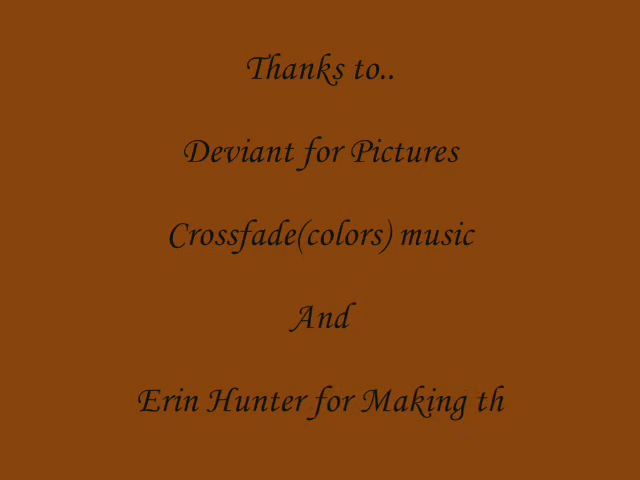 Thanks to..
Deviant for Pictures
Crossfade(colors) music
And
Erin Hunter for Making th